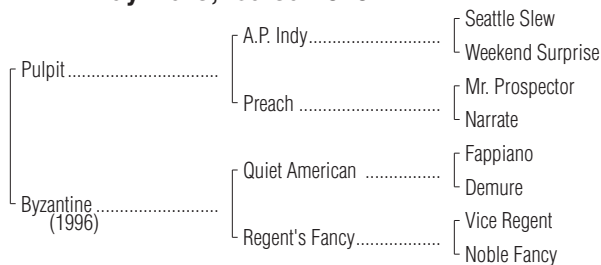 Seattle Slew
A.P. Indy
Weekend Surprise
Pulpit
Mr. Prospector
Preach
Narrate
Fappiano
Quiet American
Demure
Byzantine
(1996)
Vice Regent
Regent's Fancy
Noble Fancy